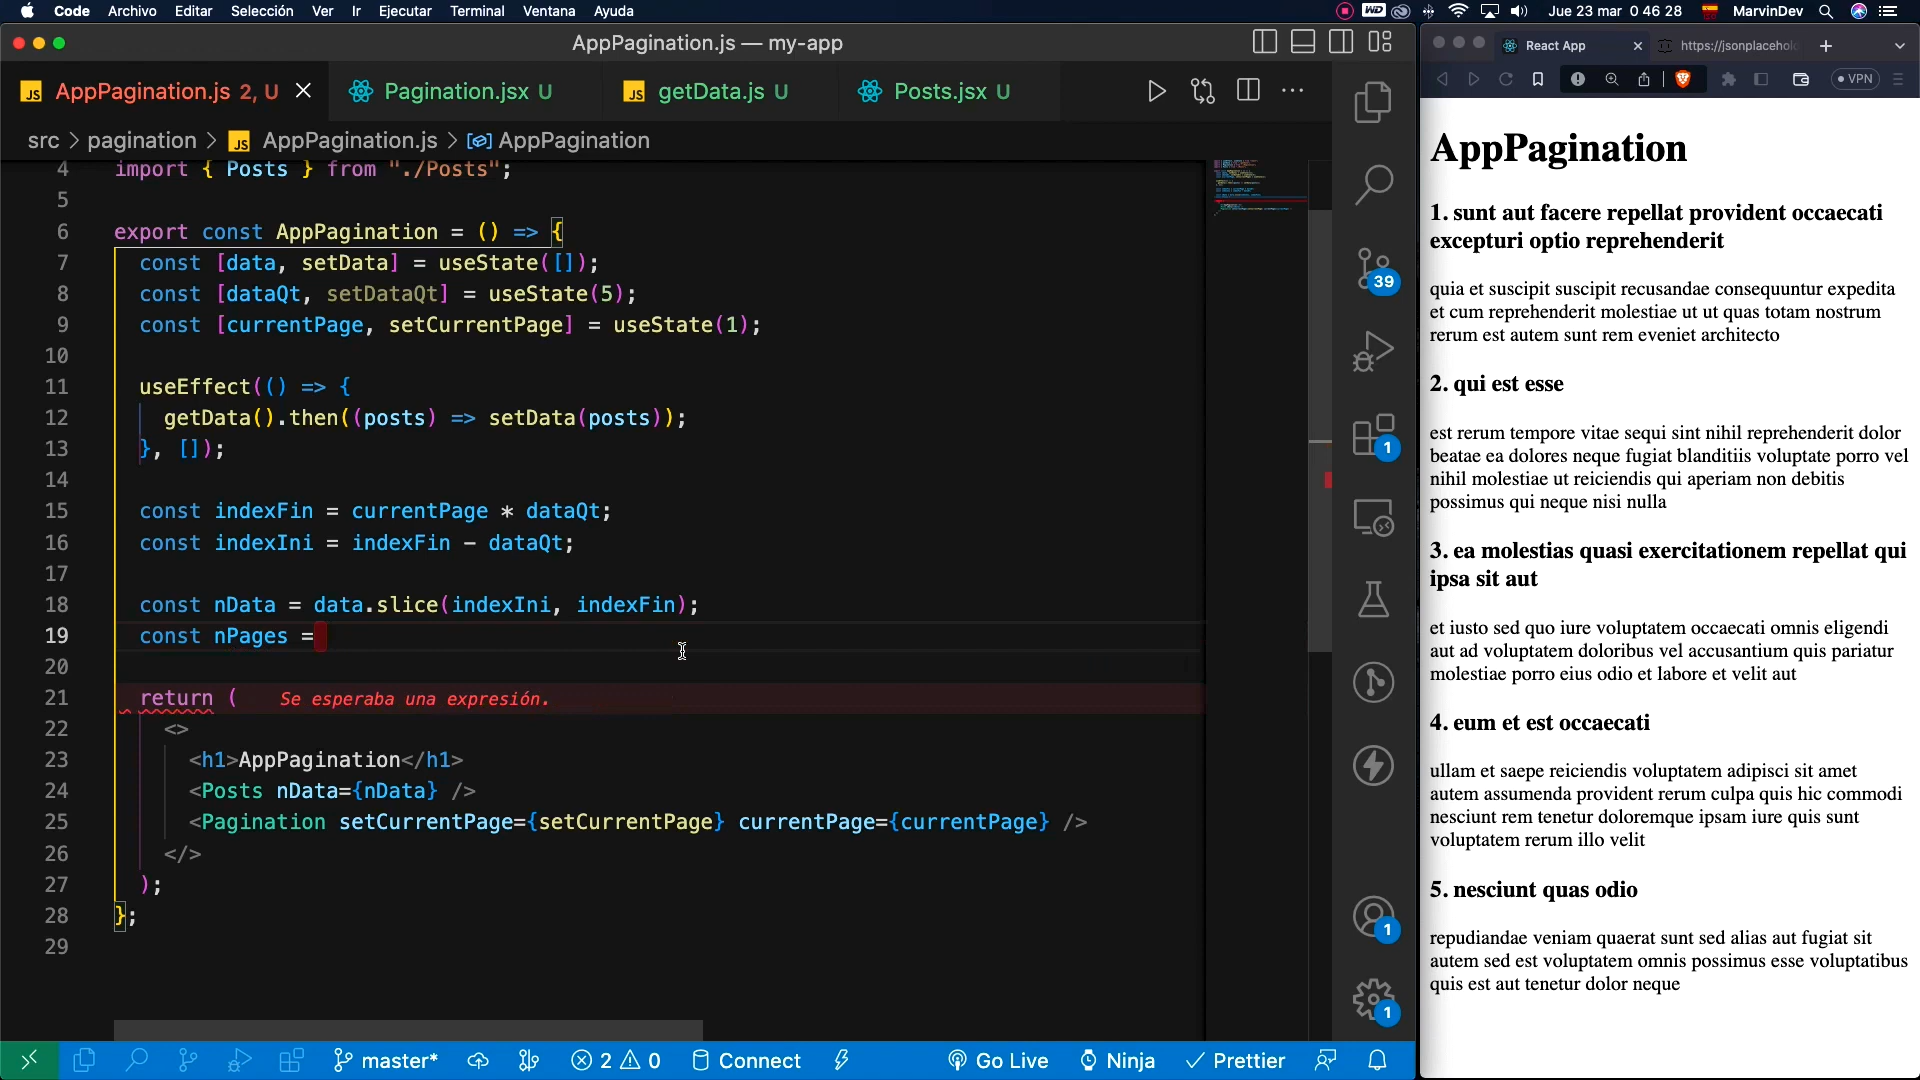 Code Archivo Editar Selección Ver Ir Ejecutar Terminal Ventana Ayuda
WD
Jue 23 mar 0 46 28 MarvinDev
AppPagination.js — my-app
JS AppPagination.js 2, U
Pagination.jsx U
JS getData.js U
Posts.jsx U
src > pagination > JS AppPagination.js > AppPagination
4 import { Posts } from "./Posts";
5
6 export const AppPagination = () => {
7 const [data, setData] = useState([]);
8 const [dataQt, setDataQt] = useState(5);
9 const [currentPage, setCurrentPage] = useState(1);
10
11 useEffect(() => {
12 getData().then((posts) => setData(posts));
13 }, []);
14
15 const indexFin = currentPage * dataQt;
16 const indexIni = indexFin - dataQt;
17
18 const nData = data.slice(indexIni, indexFin);
19 const nPages =
20
21 return ( Se esperaba una expresión.
22 <>
23 <h1>AppPagination</h1>
24 <Posts nData={nData} />
25 <Pagination setCurrentPage={setCurrentPage} currentPage={currentPage} />
26 </>
27 );
28 };
29
39
1
1
1
master* 2 0 Connect Go Live Ninja Prettier
React App
https://jsonplacehol
VPN
AppPagination
1. sunt aut facere repellat provident occaecati
excepturi optio reprehenderit
quia et suscipit suscipit recusandae consequuntur expedita
et cum reprehenderit molestiae ut ut quas totam nostrum
rerum est autem sunt rem eveniet architecto
2. qui est esse
est rerum tempore vitae sequi sint nihil reprehenderit dolor
beatae ea dolores neque fugiat blanditiis voluptate porro vel
nihil molestiae ut reiciendis qui aperiam non debitis
possimus qui neque nisi nulla
3. ea molestias quasi exercitationem repellat qui
ipsa sit aut
et iusto sed quo iure voluptatem occaecati omnis eligendi
aut ad voluptatem doloribus vel accusantium quis pariatur
molestiae porro eius odio et labore et velit aut
4. eum et est occaecati
ullam et saepe reiciendis voluptatem adipisci sit amet
autem assumenda provident rerum culpa quis hic commodi
nesciunt rem tenetur doloremque ipsam iure quis sunt
voluptatem rerum illo velit
5. nesciunt quas odio
repudiandae veniam quaerat sunt sed alias aut fugiat sit
autem sed est voluptatem omnis possimus esse voluptatibus
quis est aut tenetur dolor neque